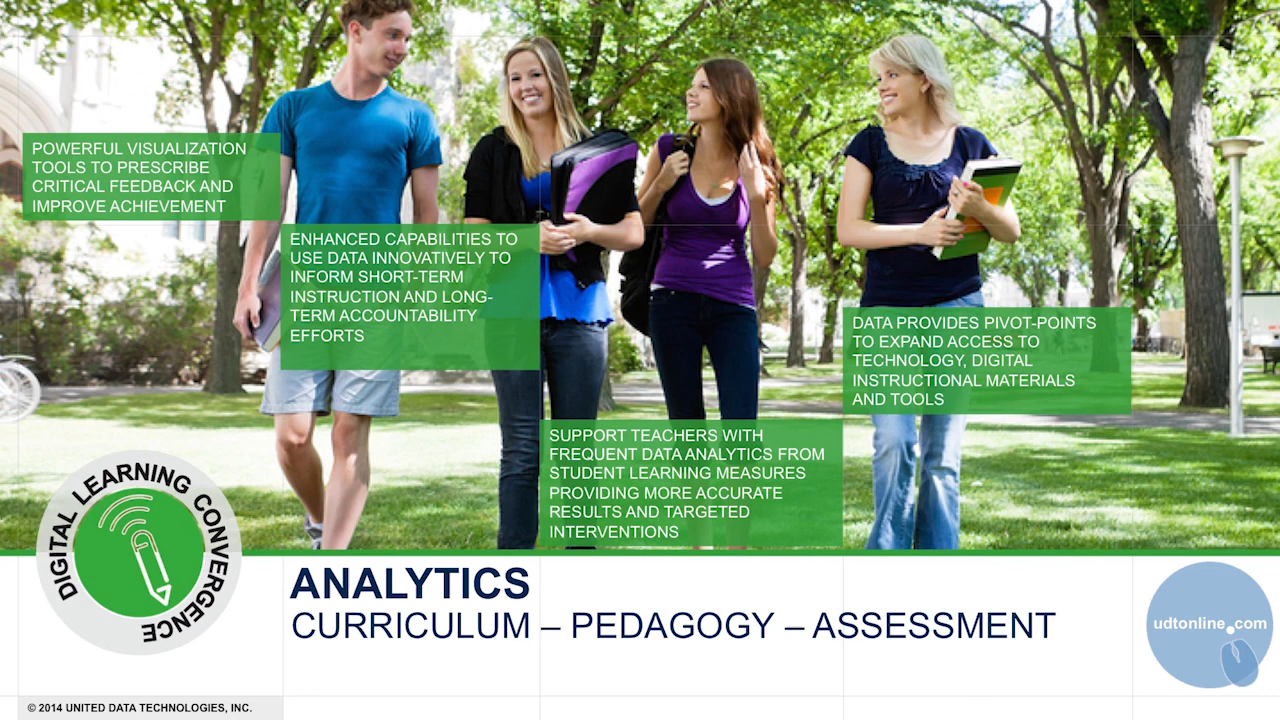 POWERFUL VISUALIZATION
TOOLS TO PRESCRIBE
CRITICAL FEEDBACK AND
IMPROVE ACHIEVEMENT
ENHANCED CAPABILITIES TO
USE DATA INNOVATIVELY TO
INFORM SHORT-TERM
INSTRUCTION AND LONG-
TERM ACCOUNTABILITY
EFFORTS
DATA PROVIDES PIVOT-POINTS
TO EXPAND ACCESS TO
TECHNOLOGY, DIGITAL
INSTRUCTIONAL MATERIALS
AND TOOLS
SUPPORT TEACHERS WITH
FREQUENT DATA ANALYTICS FROM
STUDENT LEARNING MEASURES
PROVIDING MORE ACCURATE
RESULTS AND TARGETED
INTERVENTIONS
DIGITAL LEARNING CONVERGENCE
ANALYTICS
CURRICULUM – PEDAGOGY – ASSESSMENT
udtonline.com
© 2014 UNITED DATA TECHNOLOGIES, INC.